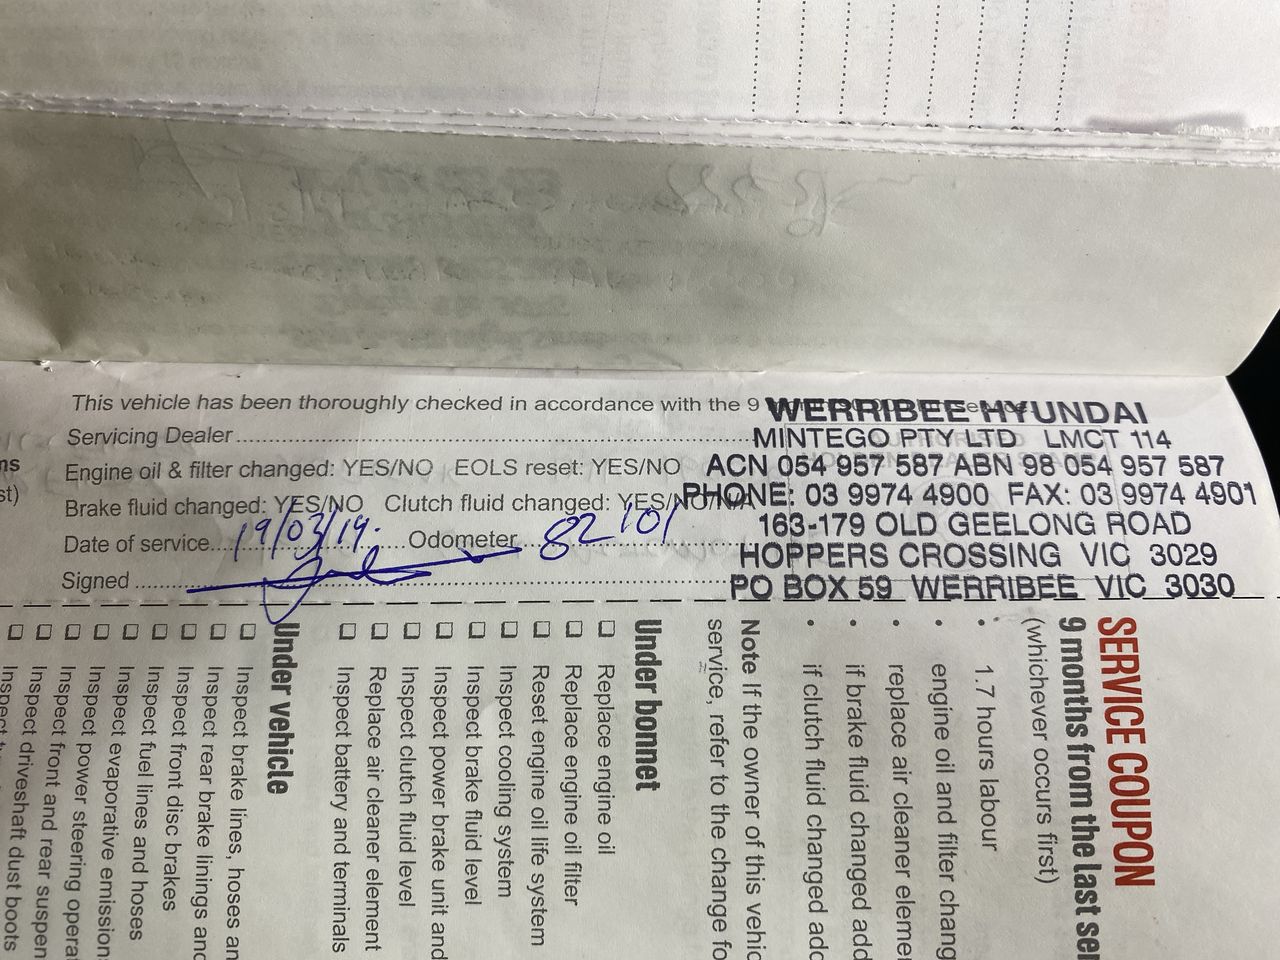 This vehicle has been thoroughly checked in accordance with the 9
Servicing Dealer
Engine oil & filter changed: YES/NO EOLS reset: YES/NO
Brake fluid changed: YES/NO Clutch fluid changed: YES/NO/NA
Date of service 19/03/19. Odometer 82101
Signed
WERRIBEE HYUNDAI
MINTEGO PTY LTD LMCT 114
ACN 054 957 587 ABN 98 054 957 587
PHONE: 03 9974 4900 FAX: 03 9974 4901
163-179 OLD GEELONG ROAD
HOPPERS CROSSING VIC 3029
PO BOX 59 WERRIBEE VIC 3030
ms
st)
SERVICE COUPON
9 months from the last ser
(whichever occurs first)
• 1.7 hours labour
• engine oil and filter chang
• replace air cleaner eleme
• if brake fluid changed add
• if clutch fluid changed add
Note If the owner of this vehic
service, refer to the change fo
Under bonnet
☐ Replace engine oil
☐ Replace engine oil filter
☐ Reset engine oil life system
☐ Inspect cooling system
☐ Inspect brake fluid level
☐ Inspect power brake unit and
☐ Inspect clutch fluid level
☐ Replace air cleaner element
☐ Inspect battery and terminals
Under vehicle
☐ Inspect brake lines, hoses an
☐ Inspect rear brake linings and
☐ Inspect front disc brakes
☐ Inspect fuel lines and hoses
☐ Inspect evaporative emission
☐ Inspect power steering operat
☐ Inspect front and rear suspen
☐ Inspect driveshaft dust boots
☐ Inspect